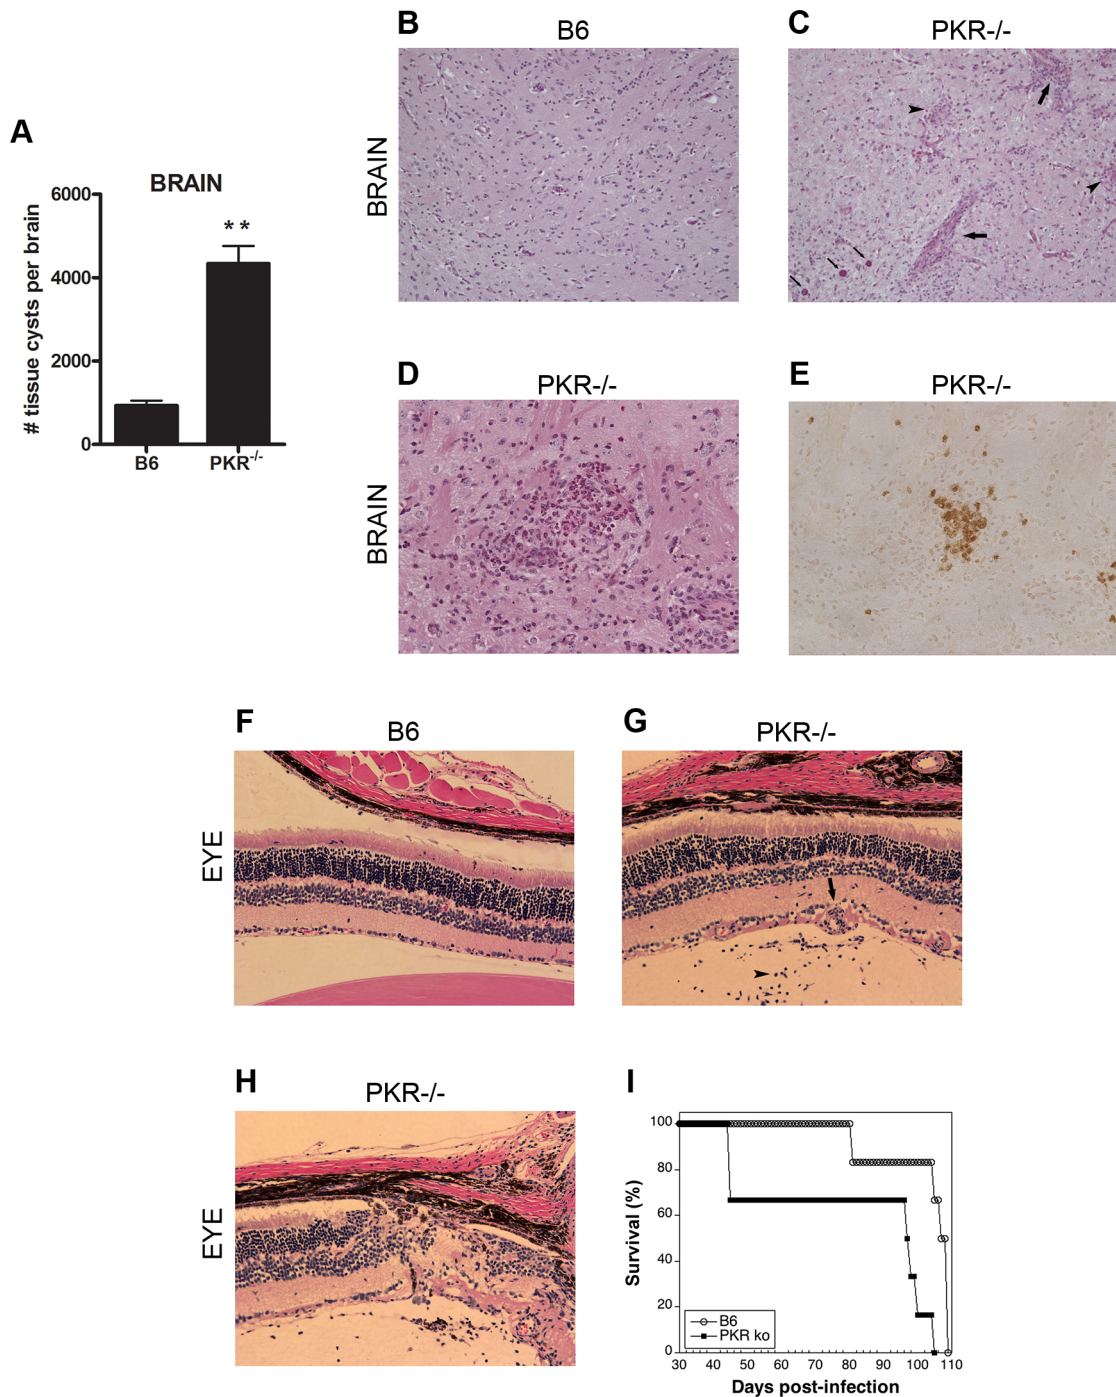 A
BRAIN
# tissue cysts per brain
6000
4000
2000
0
**
B6
PKR-/-
B
B6
BRAIN
C
PKR-/-
D
PKR-/-
BRAIN
E
PKR-/-
F
B6
EYE
G
PKR-/-
H
PKR-/-
EYE
I
Survival (%)
100
80
60
40
20
0
B6
PKR ko
30 40 50 60 70 80 90 100 110
Days post-infection